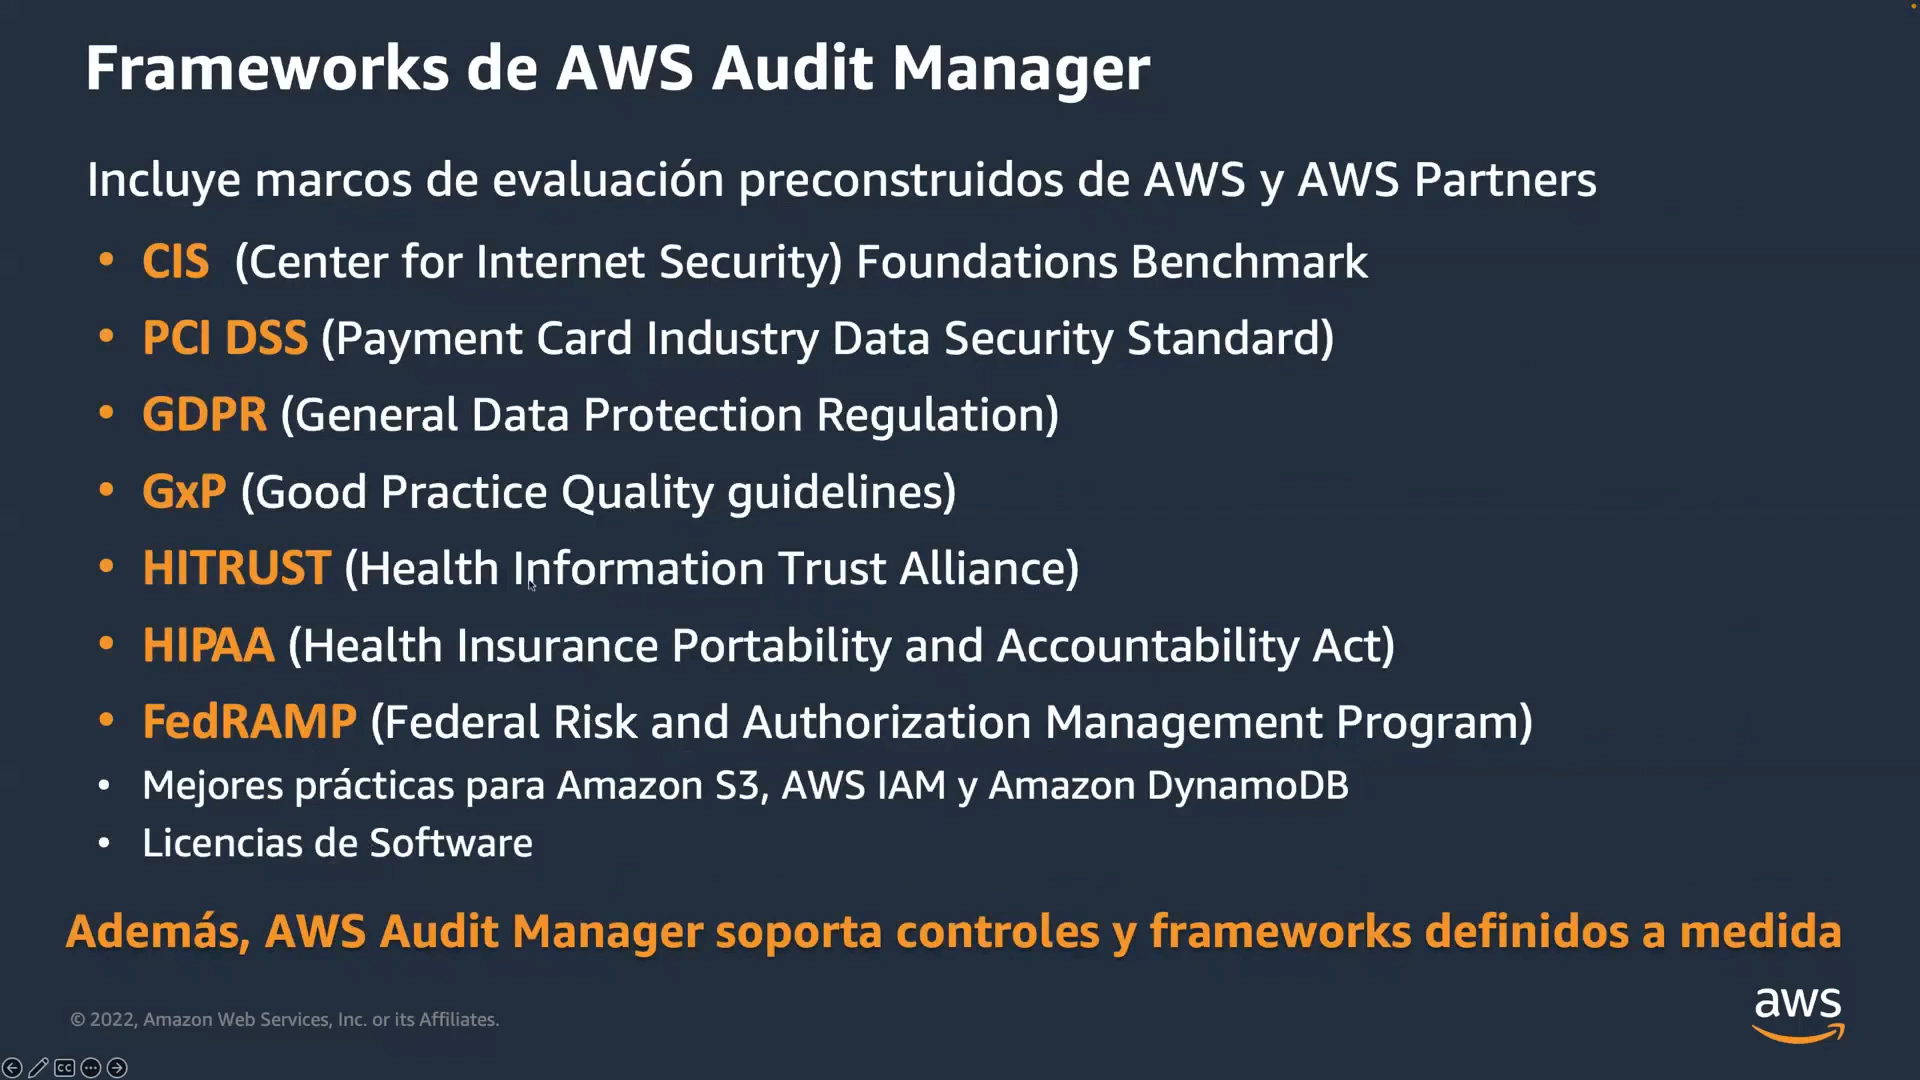 Frameworks de AWS Audit Manager
Incluye marcos de evaluación preconstruidos de AWS y AWS Partners
• CIS (Center for Internet Security) Foundations Benchmark
• PCI DSS (Payment Card Industry Data Security Standard)
• GDPR (General Data Protection Regulation)
• GxP (Good Practice Quality guidelines)
• HITRUST (Health Information Trust Alliance)
• HIPAA (Health Insurance Portability and Accountability Act)
• FedRAMP (Federal Risk and Authorization Management Program)
• Mejores prácticas para Amazon S3, AWS IAM y Amazon DynamoDB
• Licencias de Software
Además, AWS Audit Manager soporta controles y frameworks definidos a medida
aws
© 2022, Amazon Web Services, Inc. or its Affiliates.
CC